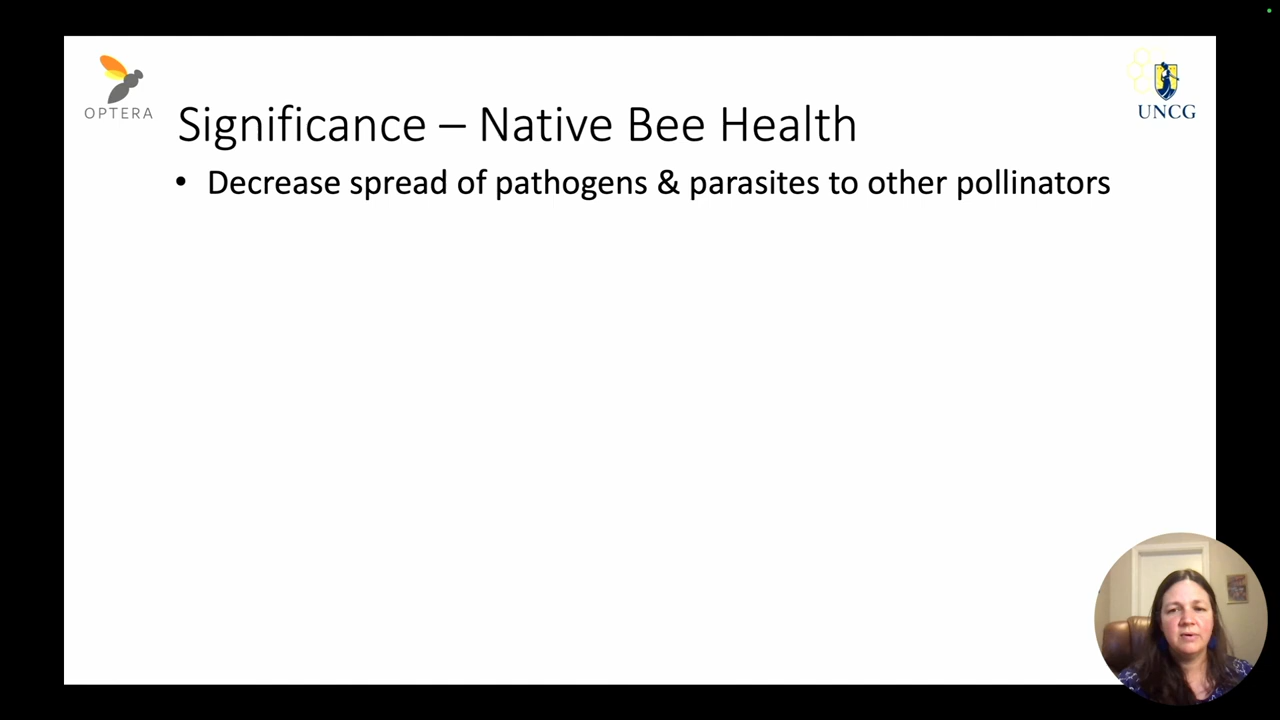 OPTERA
UNCG
Significance – Native Bee Health
• Decrease spread of pathogens & parasites to other pollinators